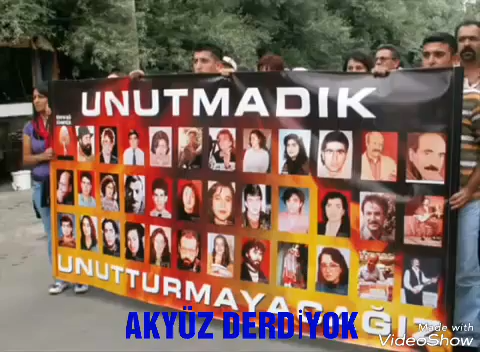 UNUTMADIK
UNUTTURMAYACAĞIZ
AKYÜZ DERDİYOK
Made with
VideoShow